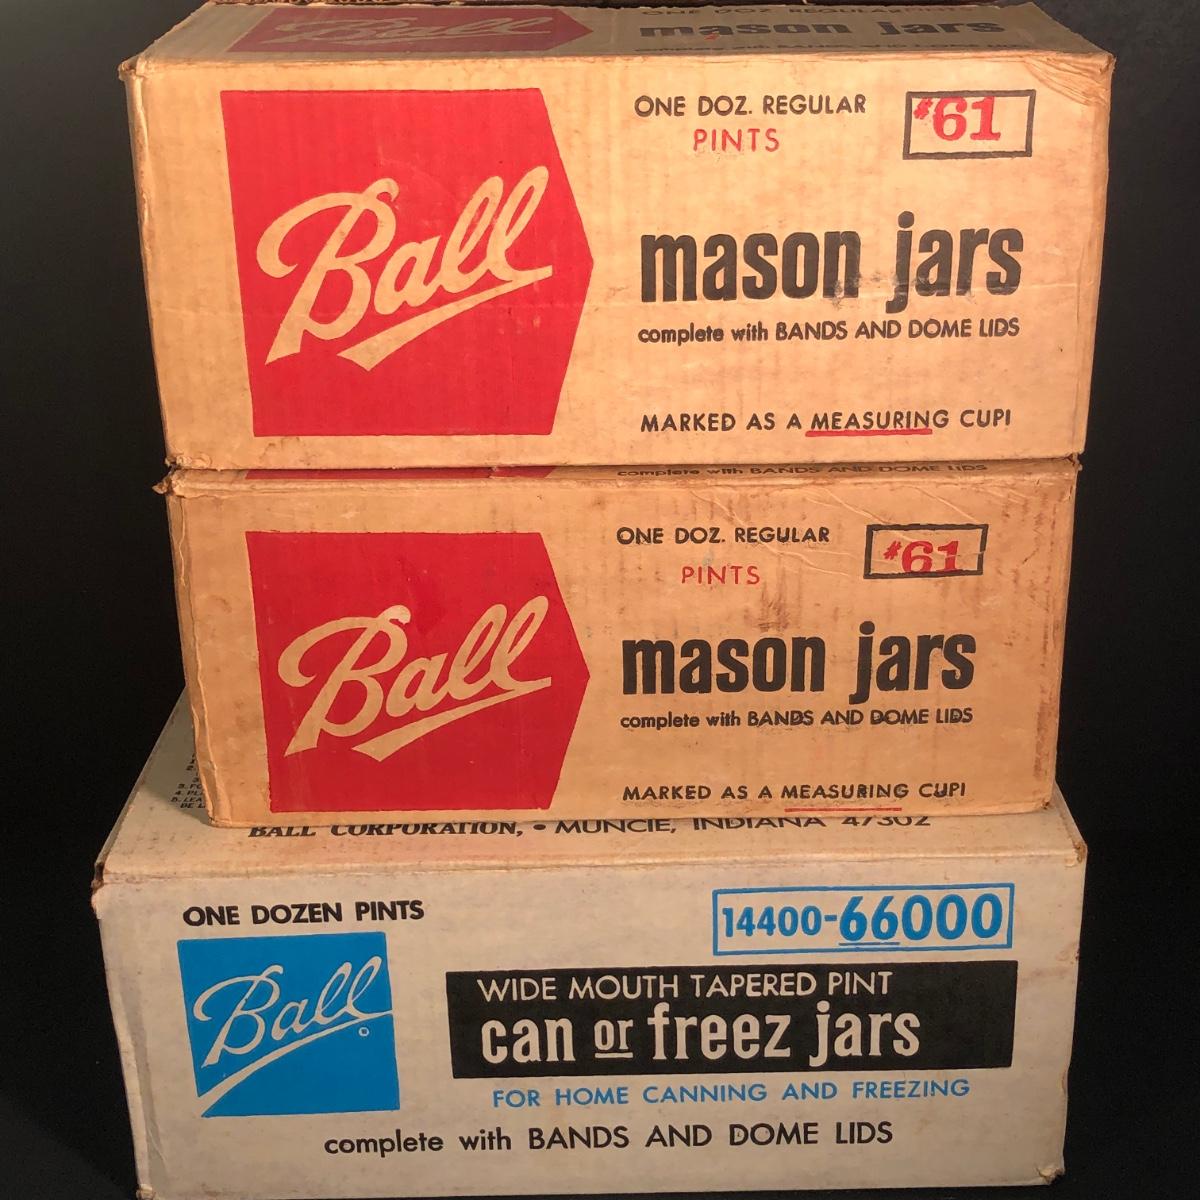 Ball
mason jars
ONE DOZ. REGULAR
PINTS
#61
Ball
mason jars
complete with BANDS AND DOME LIDS
MARKED AS A MEASURING CUP!
complete with BANDS AND DOME LIDS
ONE DOZ. REGULAR
PINTS
#61
Ball
mason jars
complete with BANDS AND DOME LIDS
MARKED AS A MEASURING CUP!
BALL CORPORATION, • MUNCIE, INDIANA 47302
ONE DOZEN PINTS
14400-66000
Ball
WIDE MOUTH TAPERED PINT
can or freez jars
FOR HOME CANNING AND FREEZING
complete with BANDS AND DOME LIDS